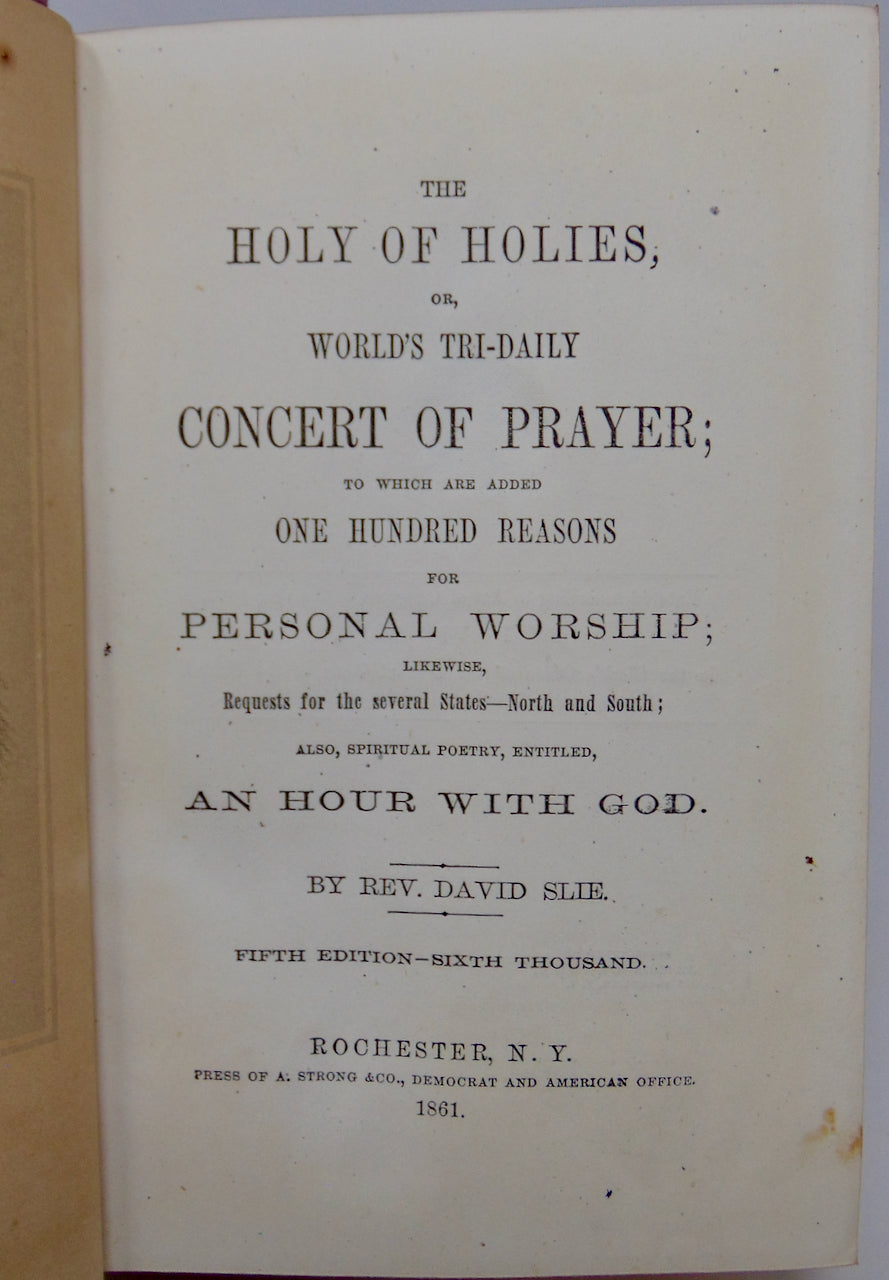 THE
HOLY OF HOLIES,
OR,
WORLD'S TRI-DAILY
CONCERT OF PRAYER;
TO WHICH ARE ADDED
ONE HUNDRED REASONS
FOR
PERSONAL WORSHIP;
LIKEWISE,
Requests for the several States—North and South;
ALSO, SPIRITUAL POETRY, ENTITLED,
AN HOUR WITH GOD.
BY REV. DAVID SLIE.
FIFTH EDITION—SIXTH THOUSAND.
ROCHESTER, N. Y.
PRESS OF A. STRONG &CO., DEMOCRAT AND AMERICAN OFFICE.
1861.